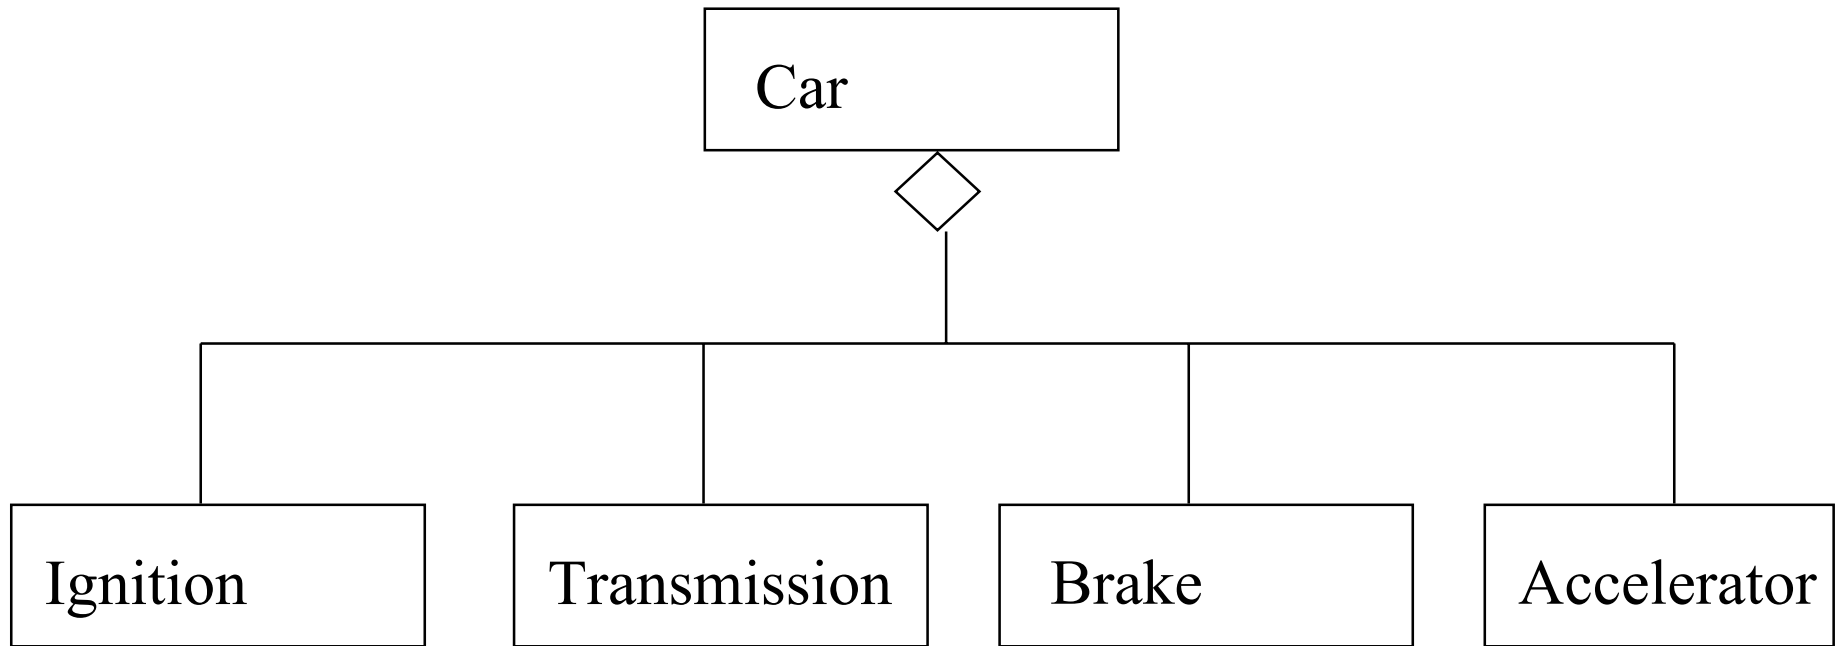 Car
Ignition
Transmission
Brake
Accelerator